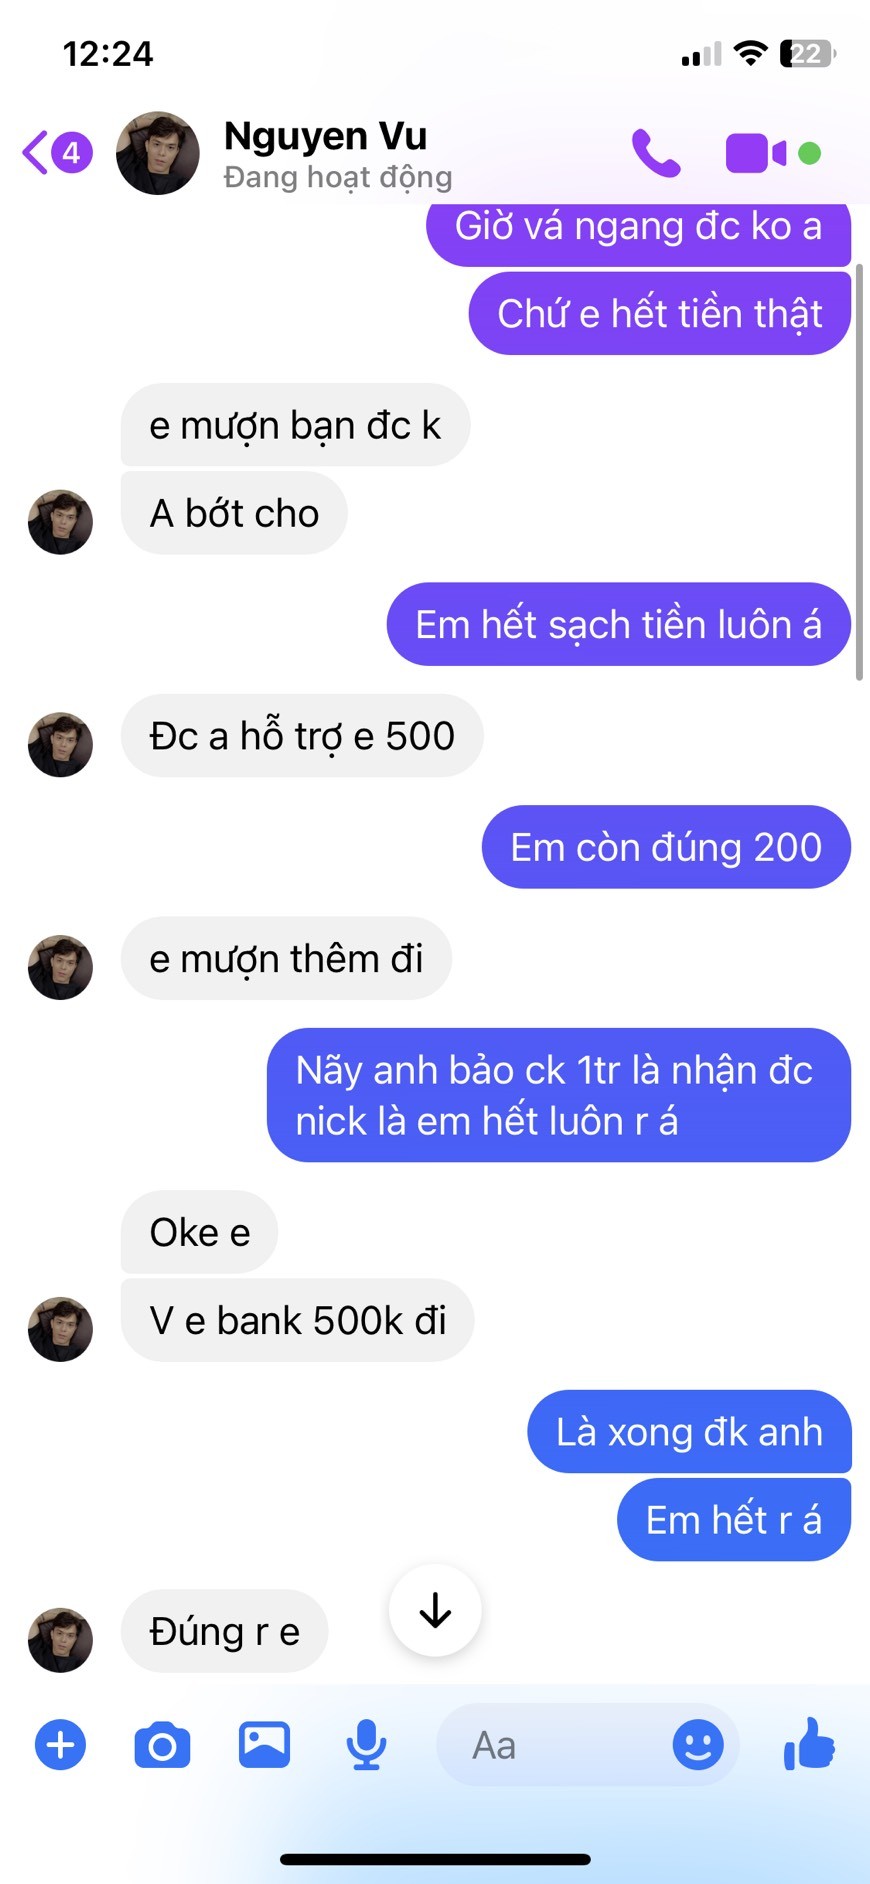 12:24
22
4
Nguyen Vu
Đang hoạt động
Giờ vá ngang đc ko a
Chứ e hết tiền thật
e mượn bạn đc k
A bớt cho
Em hết sạch tiền luôn á
Đc a hỗ trợ e 500
Em còn đúng 200
e mượn thêm đi
Nãy anh bảo ck 1tr là nhận đc
nick là em hết luôn r á
Oke e
V e bank 500k đi
Là xong đk anh
Em hết r á
Đúng r e
Aa